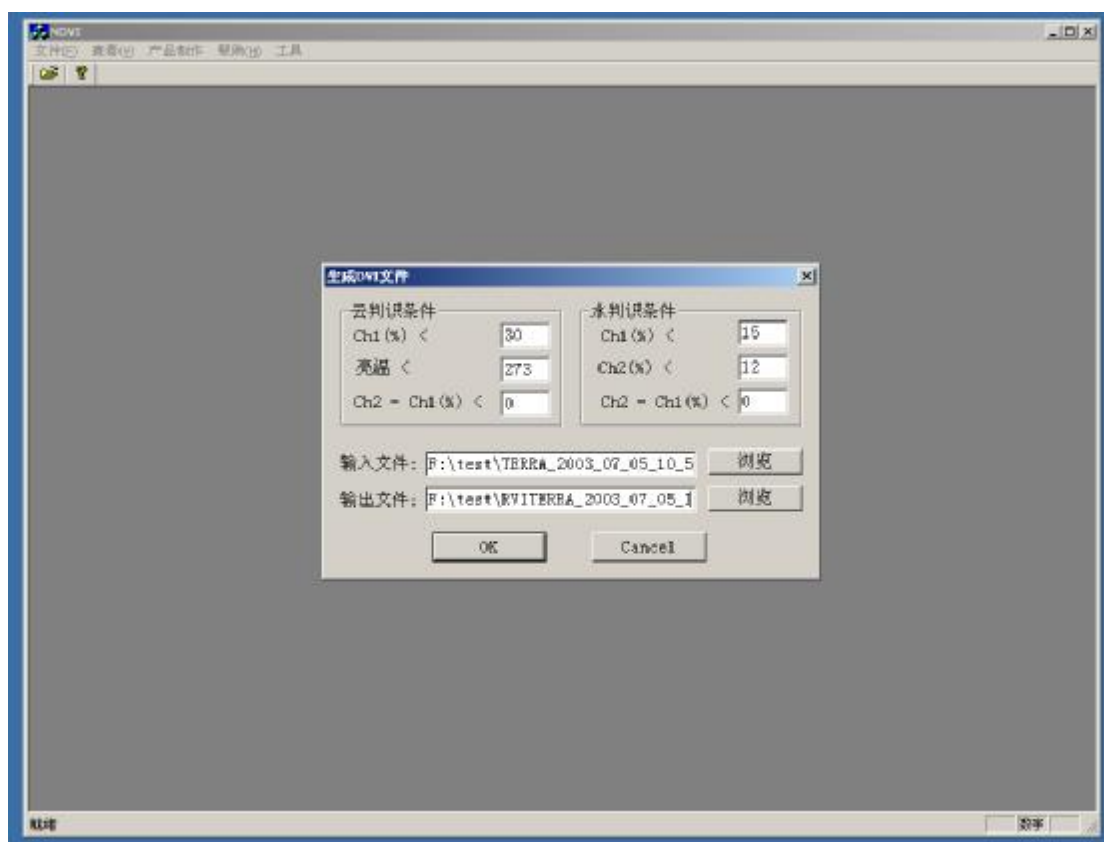 NDVI
文件(F) 查看(V) 产品制作 帮助(H) 工具
生成DVI文件
云判识条件
Ch1(%) < 30
亮温 < 273
Ch2 - Ch1(%) < 0
水判识条件
Ch1(%) < 15
Ch2(%) < 12
Ch2 - Ch1(%) < 0
输入文件: F:\test\TERRA_2003_07_05_10_5 浏览
输出文件: F:\test\RVITERRA_2003_07_05_1 浏览
OK Cancel
就绪 数字